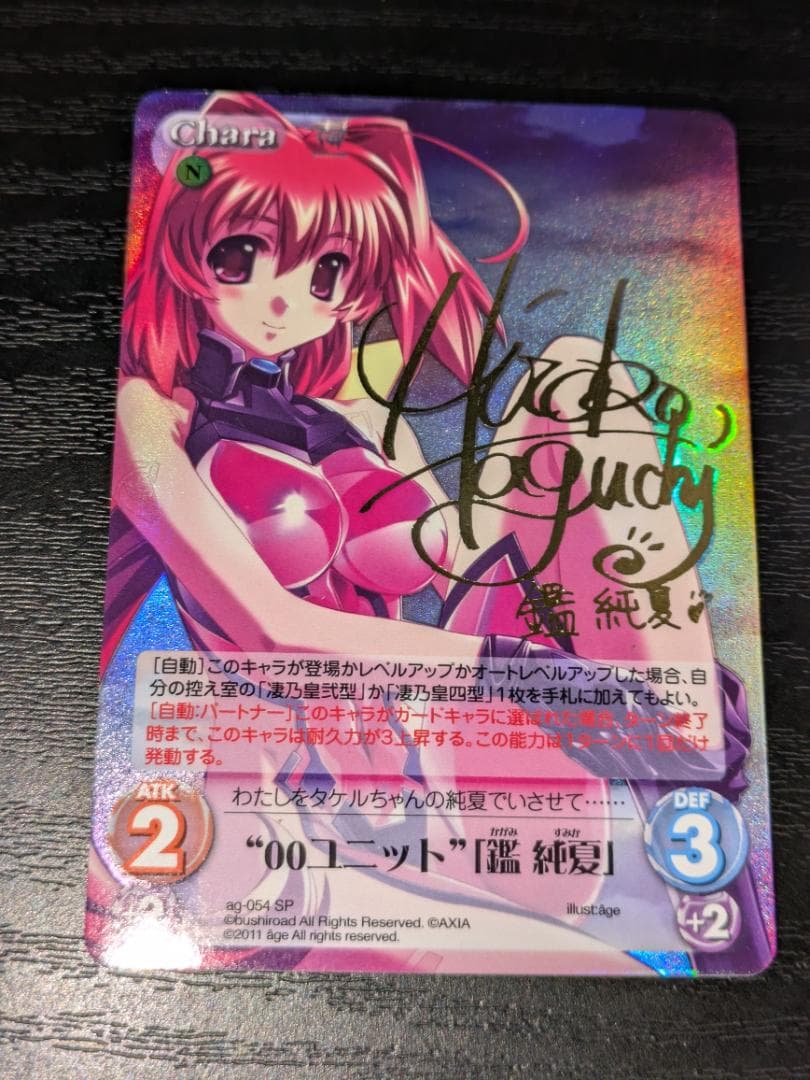 Chara
N
Hiroko
Taguchi
鑑 純夏
[自動]このキャラが登場かレベルアップかオートレベルアップした場合、自
分の控え室の「凄乃皇弐型」か「凄乃皇四型」1枚を手札に加えてもよい。
[自動:パートナー]このキャラがガードキャラに選ばれた場合、ターン終了
時まで、このキャラは耐久力が3上昇する。この能力は1ターンに1回だけ
発動する。
わたしをタケルちゃんの純夏でいさせて……
ATK
2
DEF
3
かがみ すみか
“00ユニット”「鑑 純夏」
+2
ag-054 SP
illust:âge
©bushiroad All Rights Reserved. ©AXIA
©2011 âge All rights reserved.